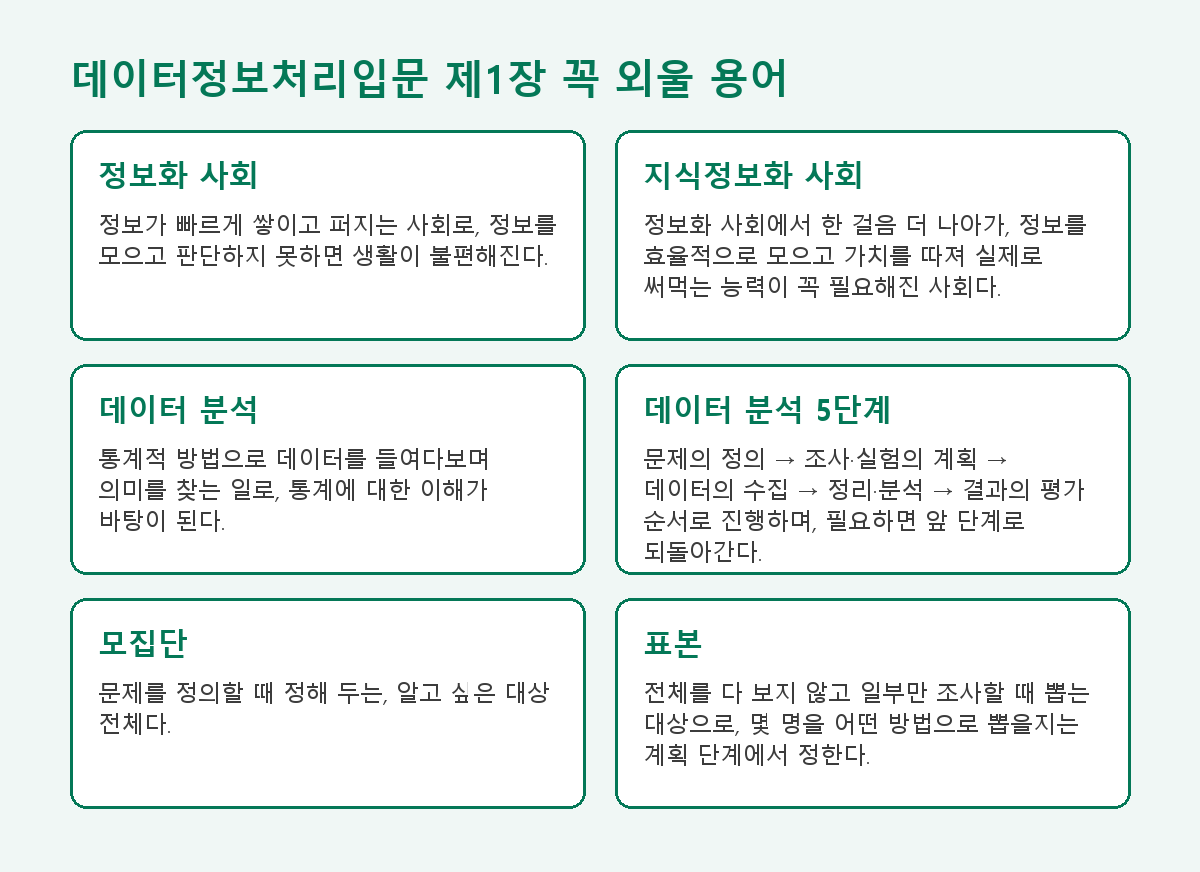 데이터정보처리입문 제1장 꼭 외울 용어
정보화 사회
정보가 빠르게 쌓이고 퍼지는 사회로, 정보를
모으고 판단하지 못하면 생활이 불편해진다.
지식정보화 사회
정보화 사회에서 한 걸음 더 나아가, 정보를
효율적으로 모으고 가치를 따져 실제로
써먹는 능력이 꼭 필요해진 사회다.
데이터 분석
통계적 방법으로 데이터를 들여다보며
의미를 찾는 일로, 통계에 대한 이해가
바탕이 된다.
데이터 분석 5단계
문제의 정의 → 조사·실험의 계획 →
데이터의 수집 → 정리·분석 → 결과의 평가
순서로 진행하며, 필요하면 앞 단계로
되돌아간다.
모집단
문제를 정의할 때 정해 두는, 알고 싶은 대상
전체다.
표본
전체를 다 보지 않고 일부만 조사할 때 뽑는
대상으로, 몇 명을 어떤 방법으로 뽑을지는
계획 단계에서 정한다.